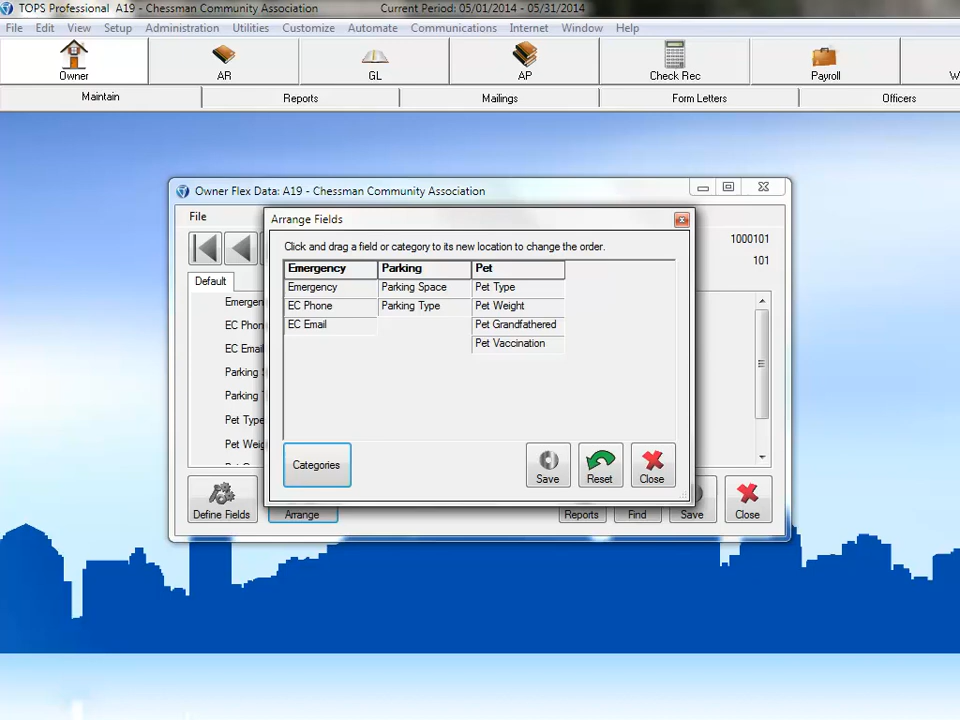 TOPS Professional A19 - Chessman Community Association Current Period: 05/01/2014 - 05/31/2014
File Edit View Setup Administration Utilities Customize Automate Communications Internet Window Help
Owner AR GL AP Check Rec Payroll
Maintain Reports Mailings Form Letters Officers
Owner Flex Data: A19 - Chessman Community Association
File
1000101
101
Default
Emergen
EC Phon
EC Email
Parking
Parking
Pet Type
Pet Weig
Arrange Fields
Click and drag a field or category to its new location to change the order.
Emergency Parking Pet
Emergency Parking Space Pet Type
EC Phone Parking Type Pet Weight
EC Email Pet Grandfathered
Pet Vaccination
Categories Save Reset Close
Define Fields Arrange Reports Find Save Close